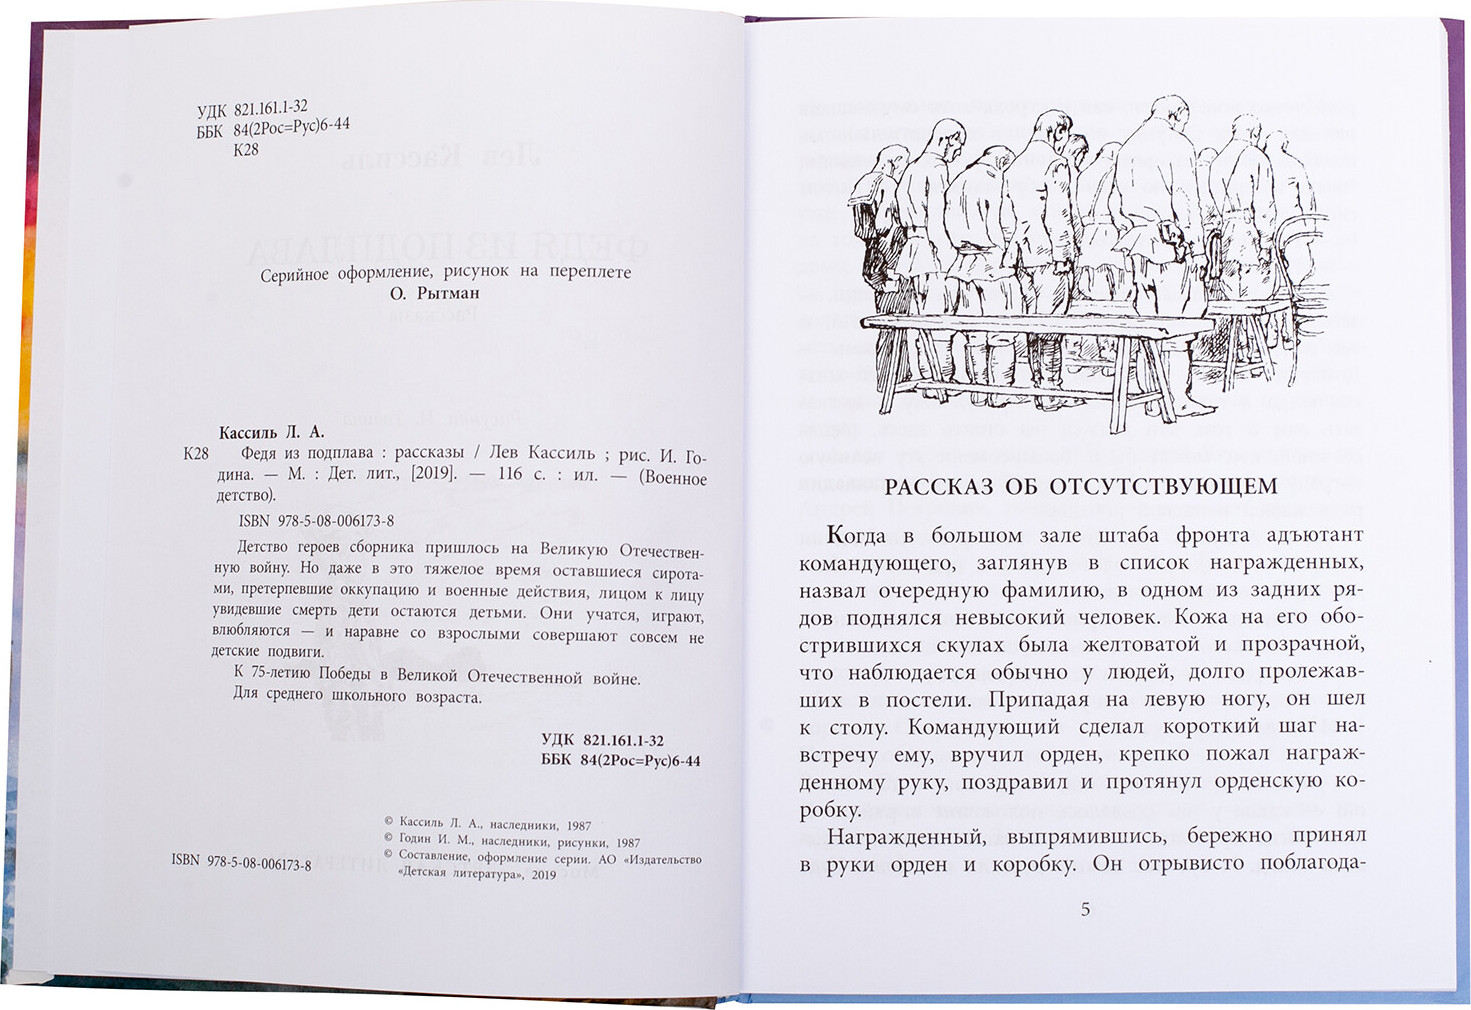 УДК 821.161.1-32
ББК 84(2Рос=Рус)6-44
К28
Серийное оформление, рисунок на переплете
О. Рытман
Кассиль Л. А.
К28 Федя из подплава : рассказы / Лев Кассиль ; рис. И. Го-
дина. — М. : Дет. лит., [2019]. — 116 с. : ил. — (Военное
детство).
ISBN 978-5-08-006173-8
Детство героев сборника пришлось на Великую Отечествен-
ную войну. Но даже в это тяжелое время оставшиеся сирота-
ми, претерпевшие оккупацию и военные действия, лицом к лицу
увидевшие смерть дети остаются детьми. Они учатся, играют,
влюбляются — и наравне со взрослыми совершают совсем не
детские подвиги.
К 75-летию Победы в Великой Отечественной войне.
Для среднего школьного возраста.
УДК 821.161.1-32
ББК 84(2Рос=Рус)6-44
© Кассиль Л. А., наследники, 1987
© Годин И. М., наследники, рисунки, 1987
© Составление, оформление серии. АО «Издательство
«Детская литература», 2019
ISBN 978-5-08-006173-8
РАССКАЗ ОБ ОТСУТСТВУЮЩЕМ
Когда в большом зале штаба фронта адъютант
командующего, заглянув в список награжденных,
назвал очередную фамилию, в одном из задних ря-
дов поднялся невысокий человек. Кожа на его обо-
стрившихся скулах была желтоватой и прозрачной,
что наблюдается обычно у людей, долго пролежав-
ших в постели. Припадая на левую ногу, он шел
к столу. Командующий сделал короткий шаг на-
встречу ему, вручил орден, крепко пожал награж-
денному руку, поздравил и протянул орденскую ко-
робку.
Награжденный, выпрямившись, бережно принял
в руки орден и коробку. Он отрывисто поблагода-
5